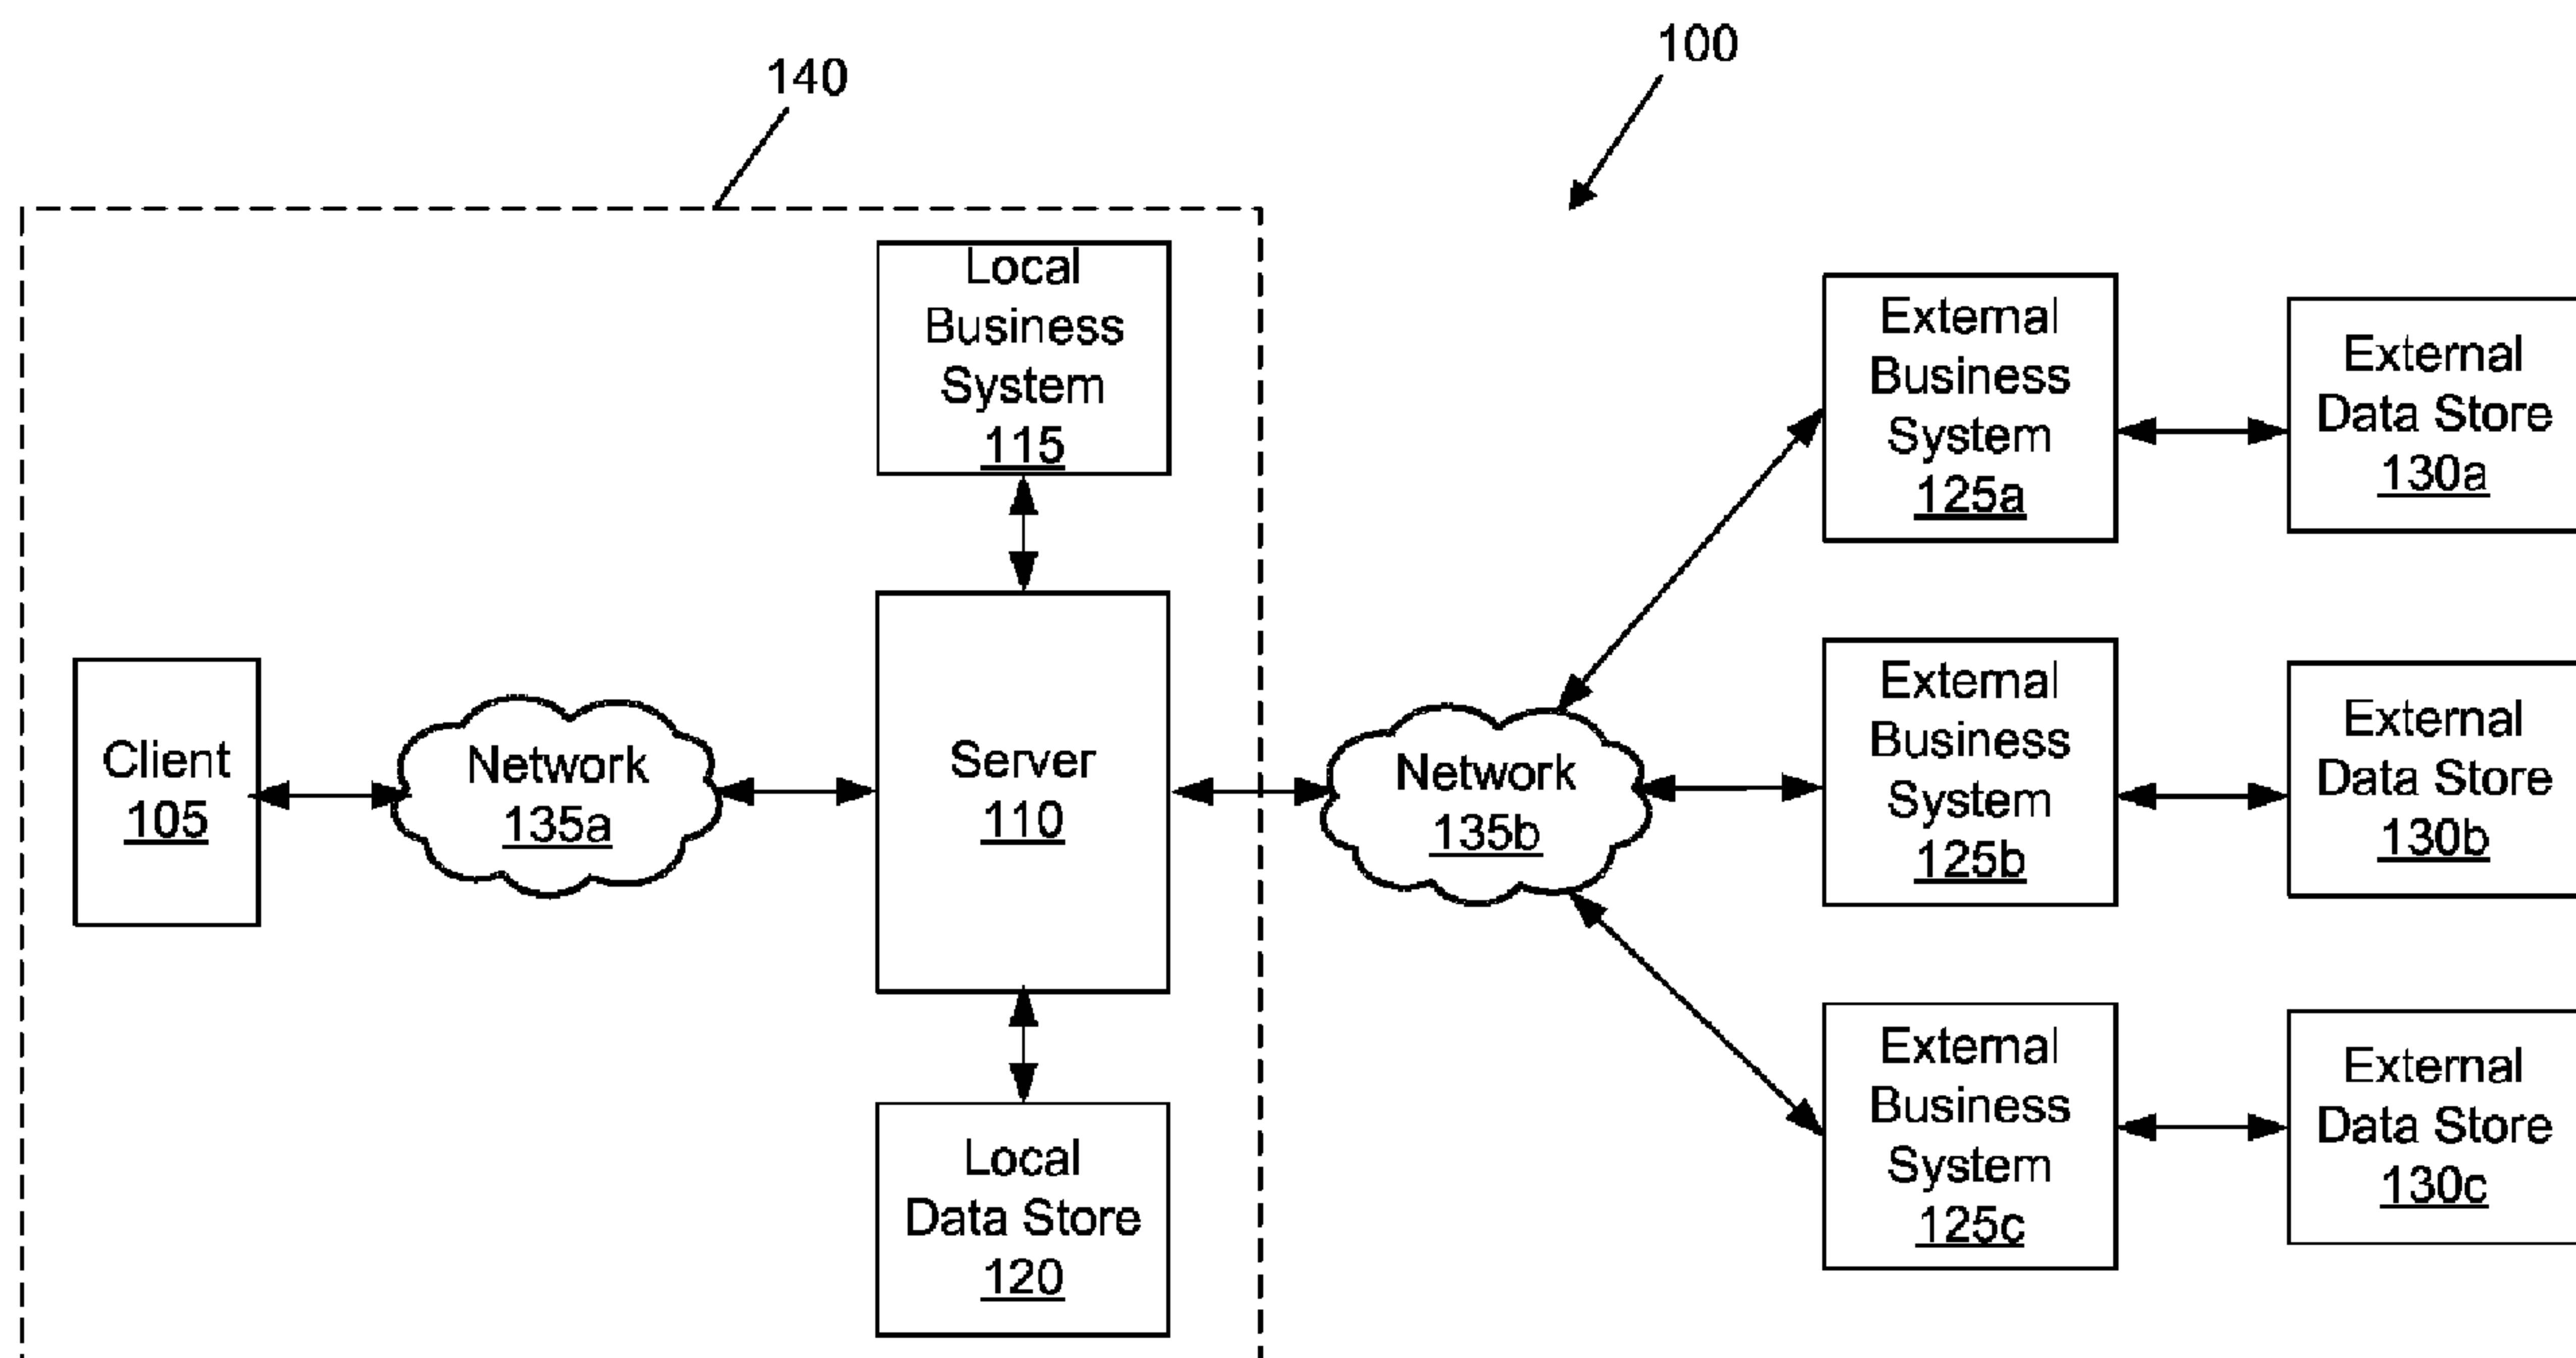 100
140
Local
Business
System
115
External
Business
System
125a
External
Data Store
130a
Client
105
Network
135a
Server
110
Network
135b
External
Business
System
125b
External
Data Store
130b
Local
Data Store
120
External
Business
System
125c
External
Data Store
130c